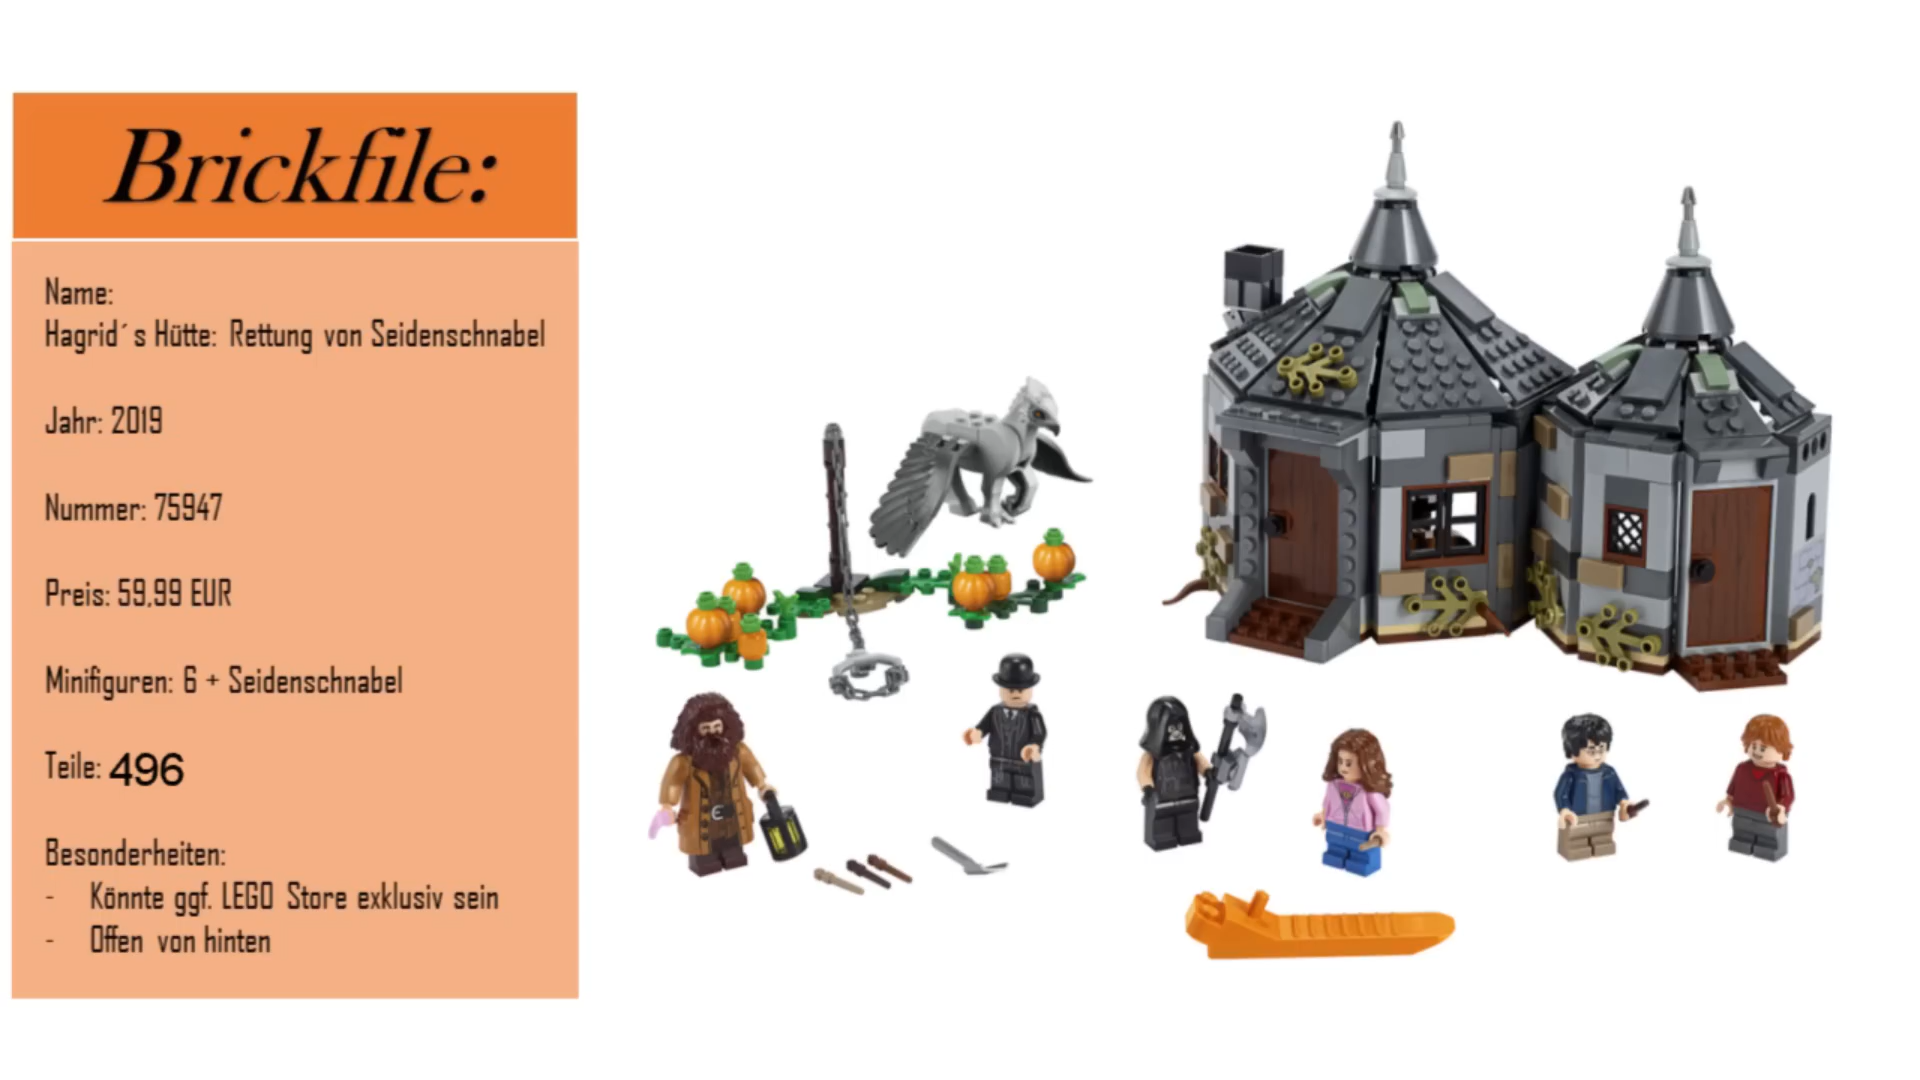 Brickfile:
Name:
Hagrid´s Hütte: Rettung von Seidenschnabel
Jahr: 2019
Nummer: 75947
Preis: 59,99 EUR
Minifiguren: 6 + Seidenschnabel
Teile: 496
Besonderheiten:
- Könnte ggf. LEGO Store exklusiv sein
- Offen von hinten